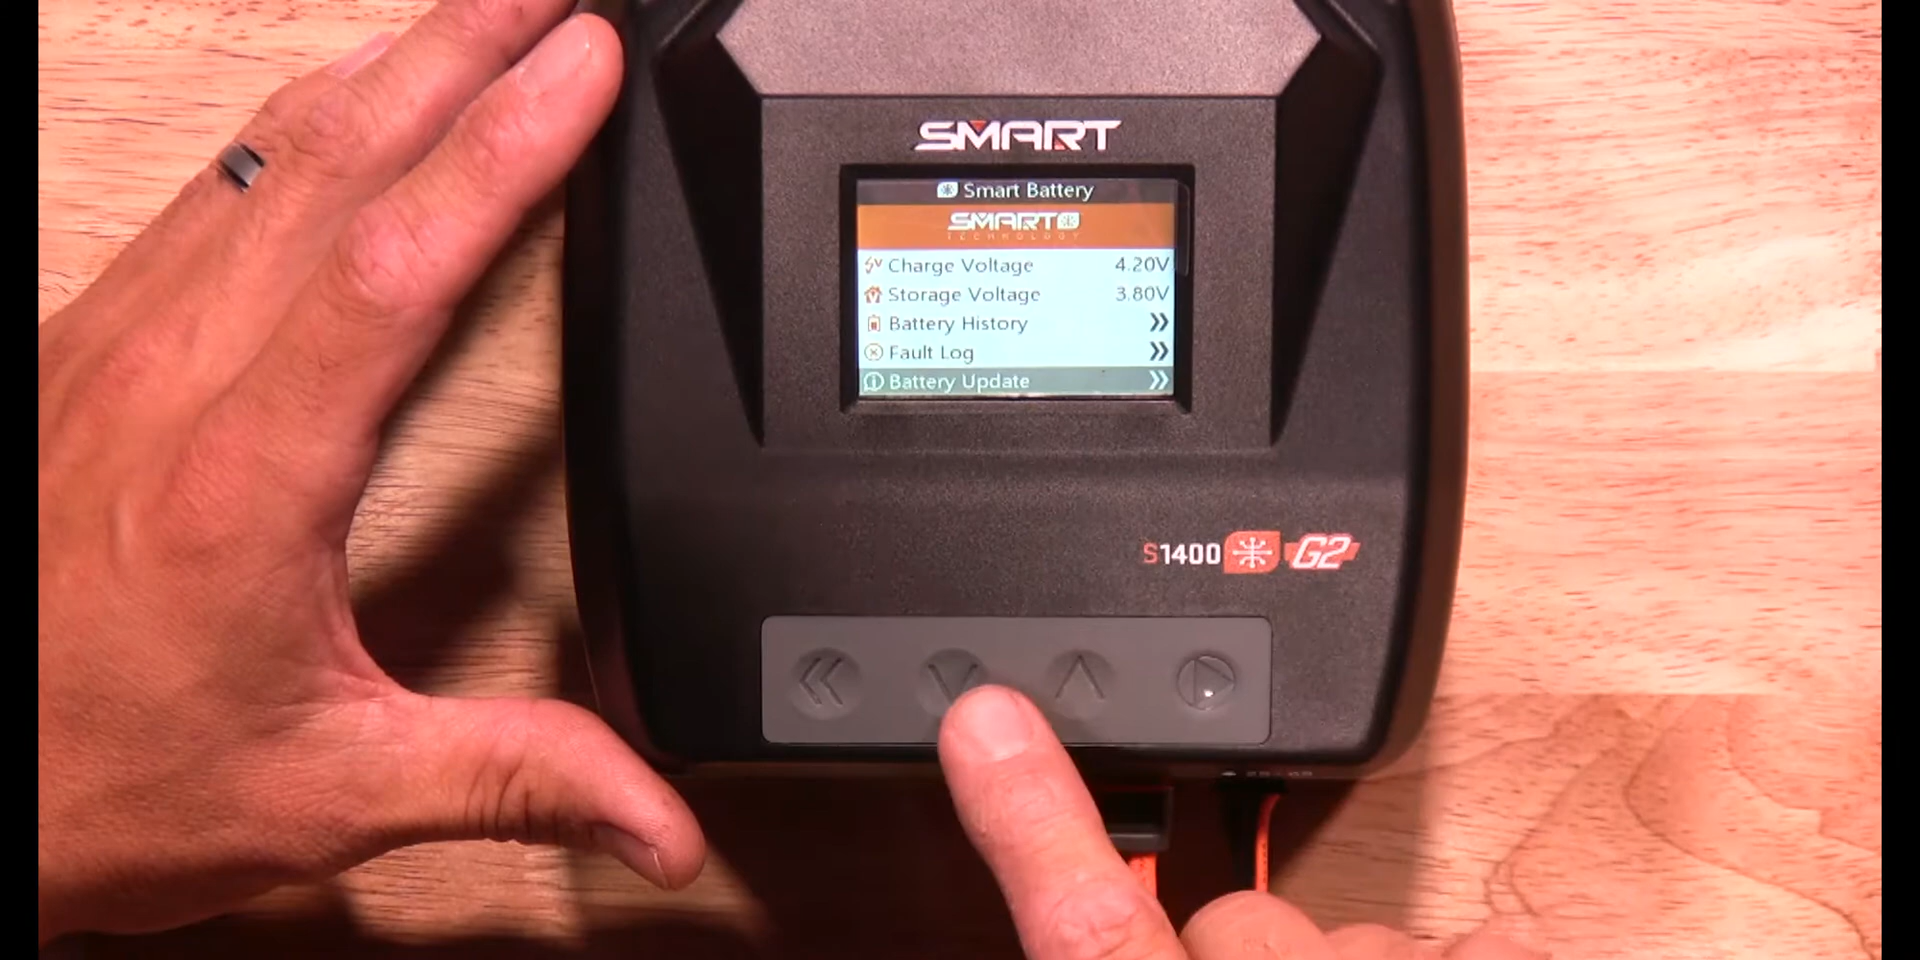 SMART
Smart Battery
SMART
TECHNOLOGY
Charge Voltage 4.20V
Storage Voltage 3.80V
Battery History
Fault Log
Battery Update
S1400 G2